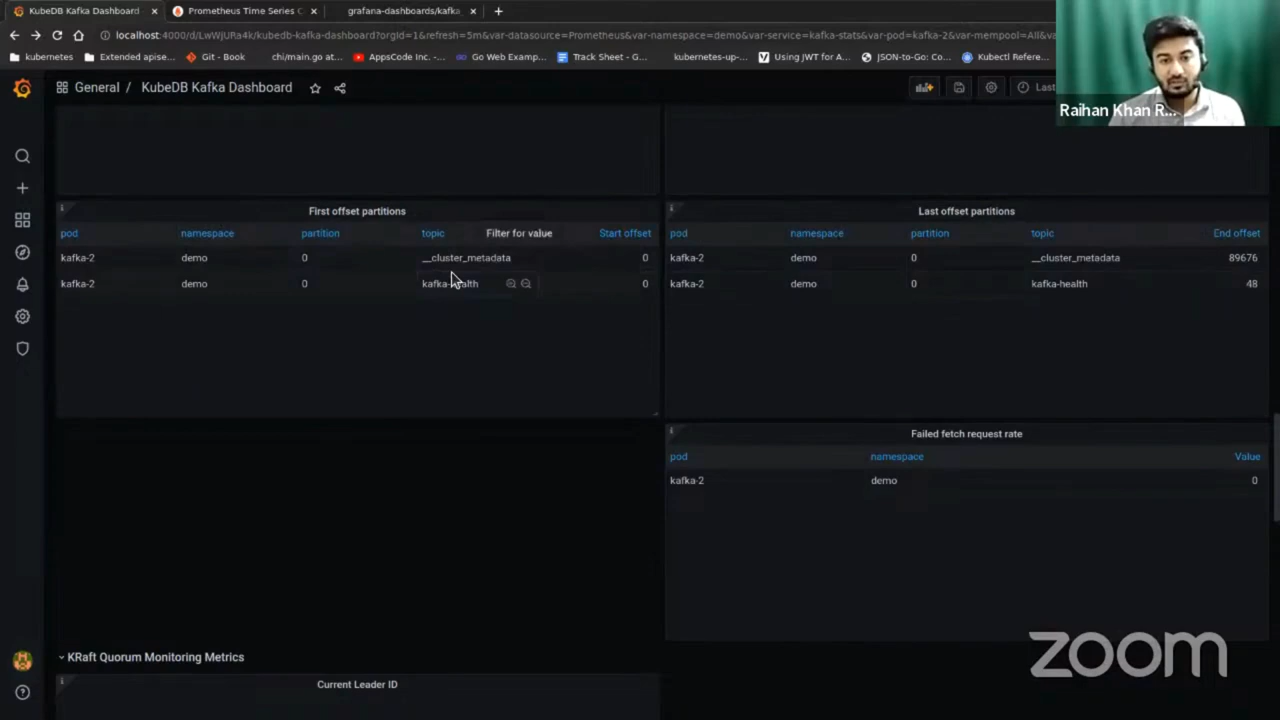 KubeDB Kafka Dashboard
Prometheus Time Series C
grafana-dashboards/kafka
localhost:4000/d/LwWjURa4k/kubedb-kafka-dashboard?orgId=1&refresh=5m&var-datasource=Prometheus&var-namespace=demo&var-service=kafka-stats&var-pod=kafka-2&var-mempool=All&va
kubernetes
Extended apise...
Git - Book
chi/main.go at...
AppsCode Inc. -...
Go Web Examp...
Track Sheet - G...
kubernetes-up-...
Using JWT for A...
JSON-to-Go: Co...
Kubectl Refere...
General / KubeDB Kafka Dashboard
Last
Raihan Khan R...
First offset partitions
pod namespace partition topic Filter for value Start offset
kafka-2 demo 0 __cluster_metadata 0
kafka-2 demo 0 kafka-health 0
Last offset partitions
pod namespace partition topic End offset
kafka-2 demo 0 __cluster_metadata 89676
kafka-2 demo 0 kafka-health 48
Failed fetch request rate
pod namespace Value
kafka-2 demo 0
KRaft Quorum Monitoring Metrics
Current Leader ID
zoom